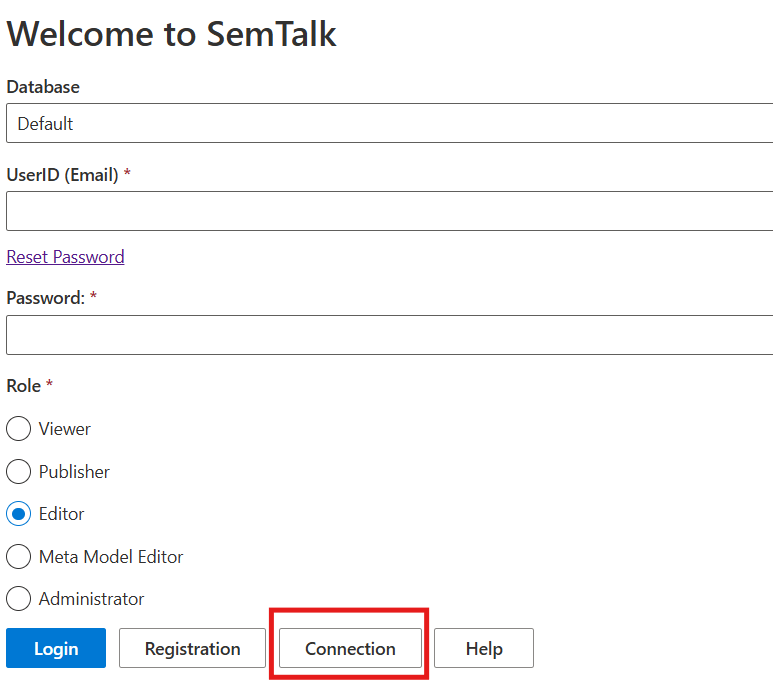 Welcome to SemTalk
Database
Default
UserID (Email) *
Reset Password
Password: *
Role *
Viewer
Publisher
Editor
Meta Model Editor
Administrator
Login Registration Connection Help